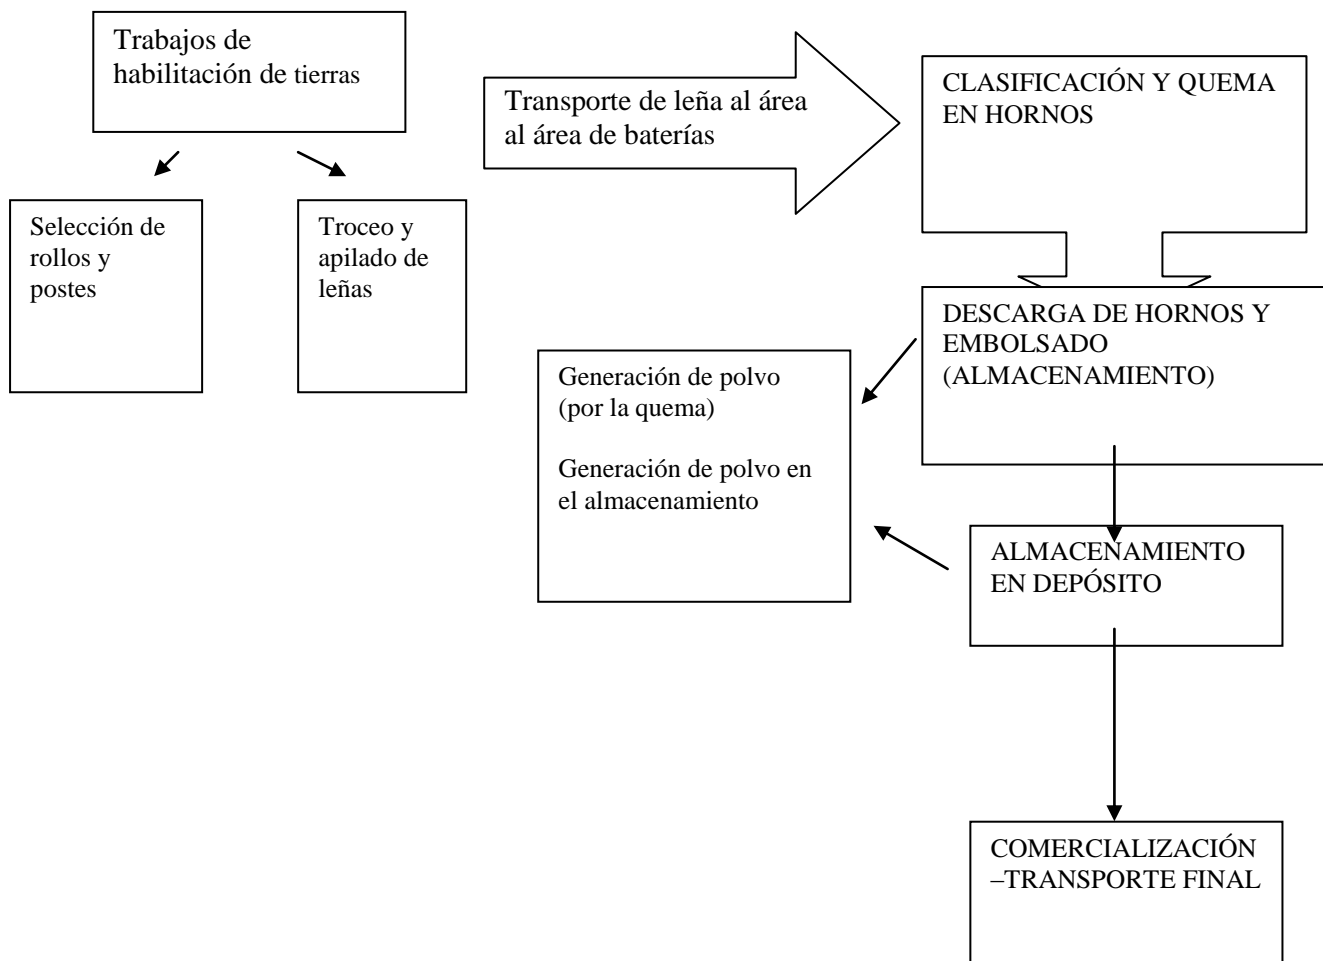 Trabajos de
habilitación de tierras
Selección de
rollos y
postes
Troceo y
apilado de
leñas
Transporte de leña al área
al área de baterías
CLASIFICACIÓN Y QUEMA
EN HORNOS
DESCARGA DE HORNOS Y
EMBOLSADO
(ALMACENAMIENTO)
Generación de polvo
(por la quema)
Generación de polvo en
el almacenamiento
ALMACENAMIENTO
EN DEPÓSITO
COMERCIALIZACIÓN
–TRANSPORTE FINAL